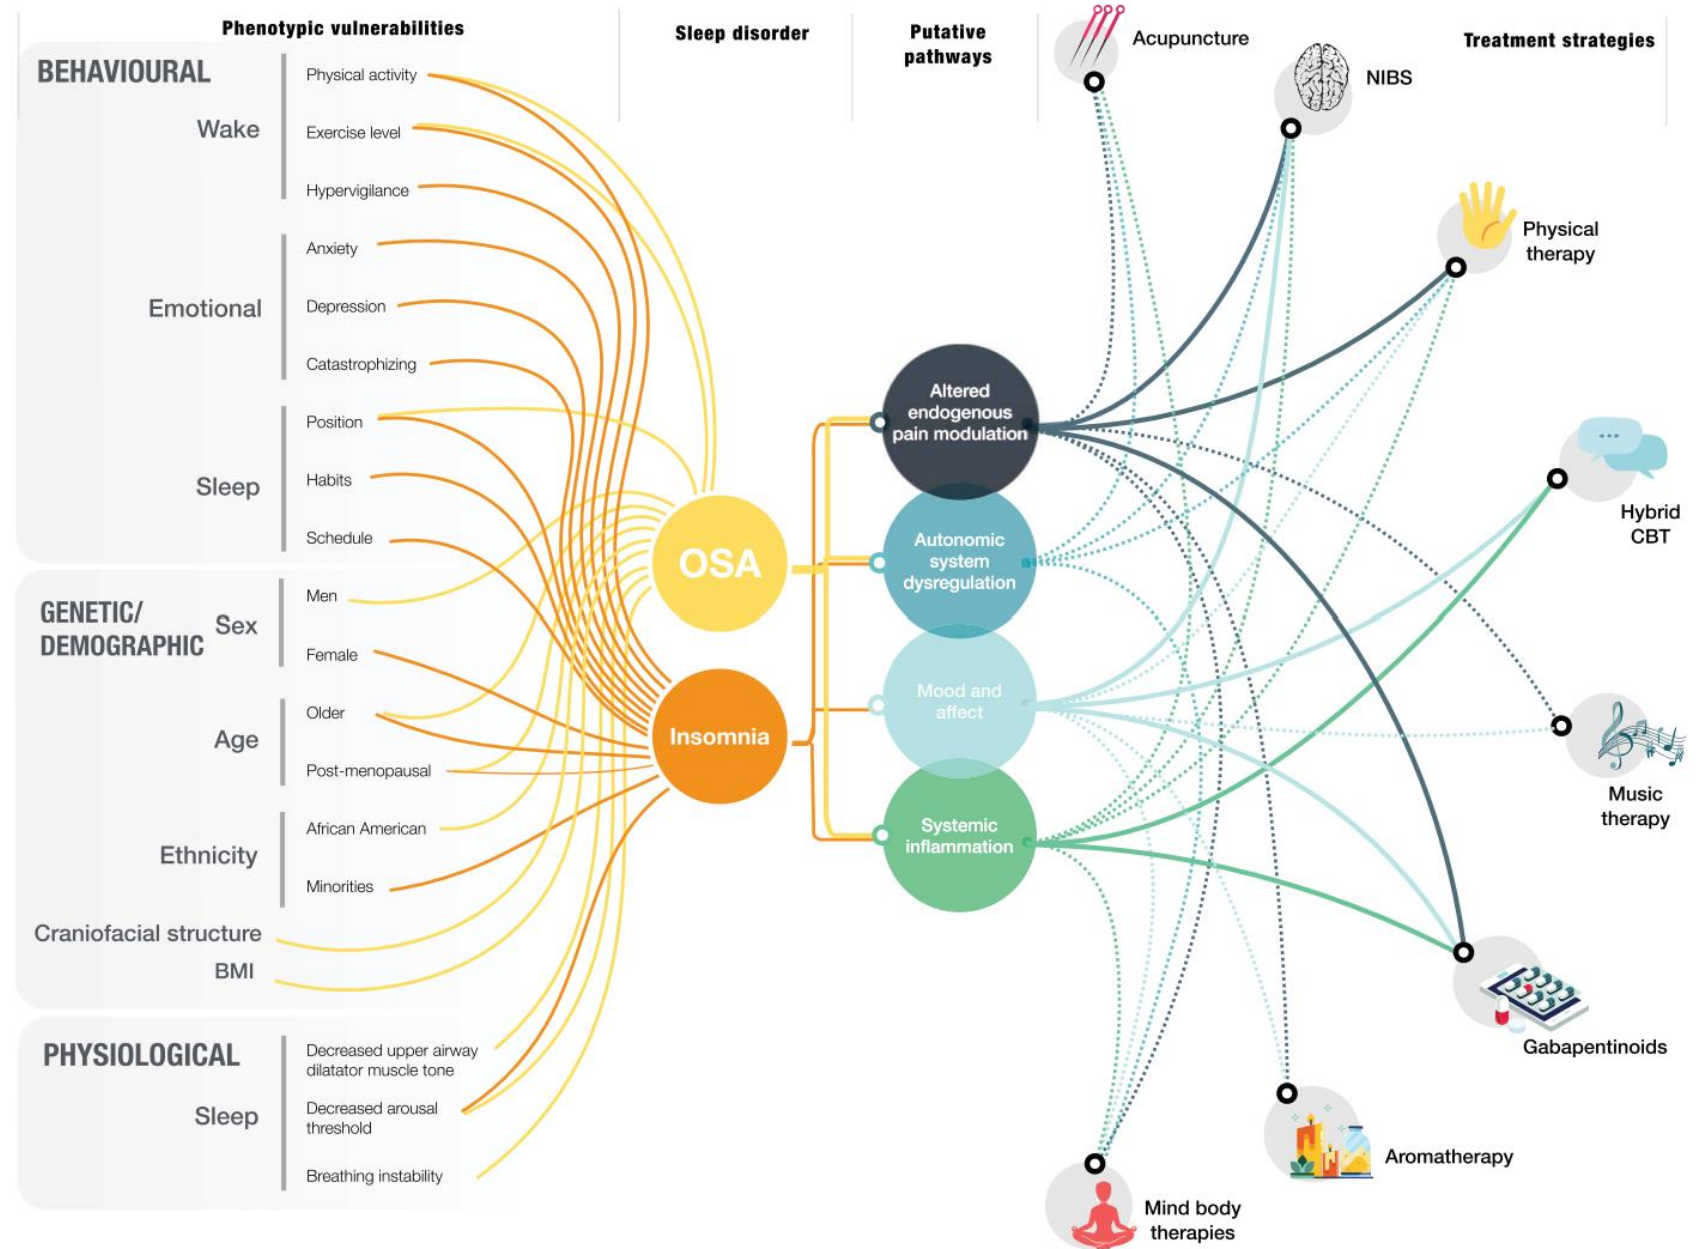 Phenotypic vulnerabilities
Sleep disorder
Putative
pathways
Treatment strategies
BEHAVIOURAL
Wake
Physical activity
Exercise level
Hypervigilance
Emotional
Anxiety
Depression
Catastrophizing
Sleep
Position
Habits
Schedule
GENETIC/
DEMOGRAPHIC
Sex
Men
Female
Age
Older
Post-menopausal
Ethnicity
African American
Minorities
Craniofacial structure
BMI
PHYSIOLOGICAL
Sleep
Decreased upper airway
dilatator muscle tone
Decreased arousal
threshold
Breathing instability
OSA
Insomnia
Altered
endogenous
pain modulation
Autonomic
system
dysregulation
Mood and
affect
Systemic
inflammation
Acupuncture
NIBS
Physical
therapy
Hybrid
CBT
Music
therapy
Gabapentinoids
Aromatherapy
Mind body
therapies